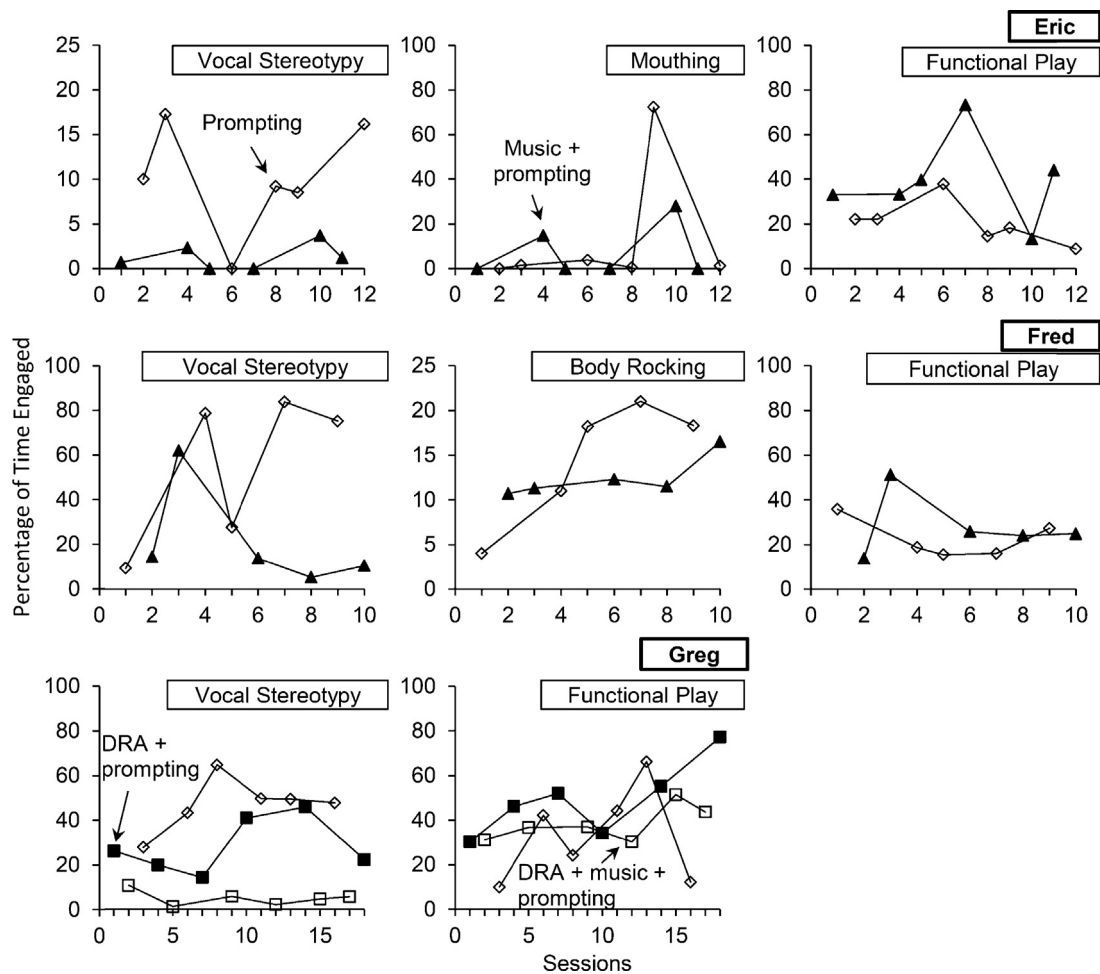 Eric
Vocal Stereotypy
Mouthing
Functional Play
25
20
15
10
5
0
Prompting
0 2 4 6 8 10 12
100
80
60
40
20
0
Music +
prompting
0 2 4 6 8 10 12
100
80
60
40
20
0
0 2 4 6 8 10 12
Fred
Vocal Stereotypy
Body Rocking
Functional Play
Percentage of Time Engaged
100
80
60
40
20
0
0 2 4 6 8 10
25
20
15
10
5
0
0 2 4 6 8 10
100
80
60
40
20
0
0 2 4 6 8 10
Greg
Vocal Stereotypy
Functional Play
100
80
60
40
20
0
DRA +
prompting
0 5 10 15
100
80
60
40
20
0
DRA + music +
prompting
0 5 10 15
Sessions